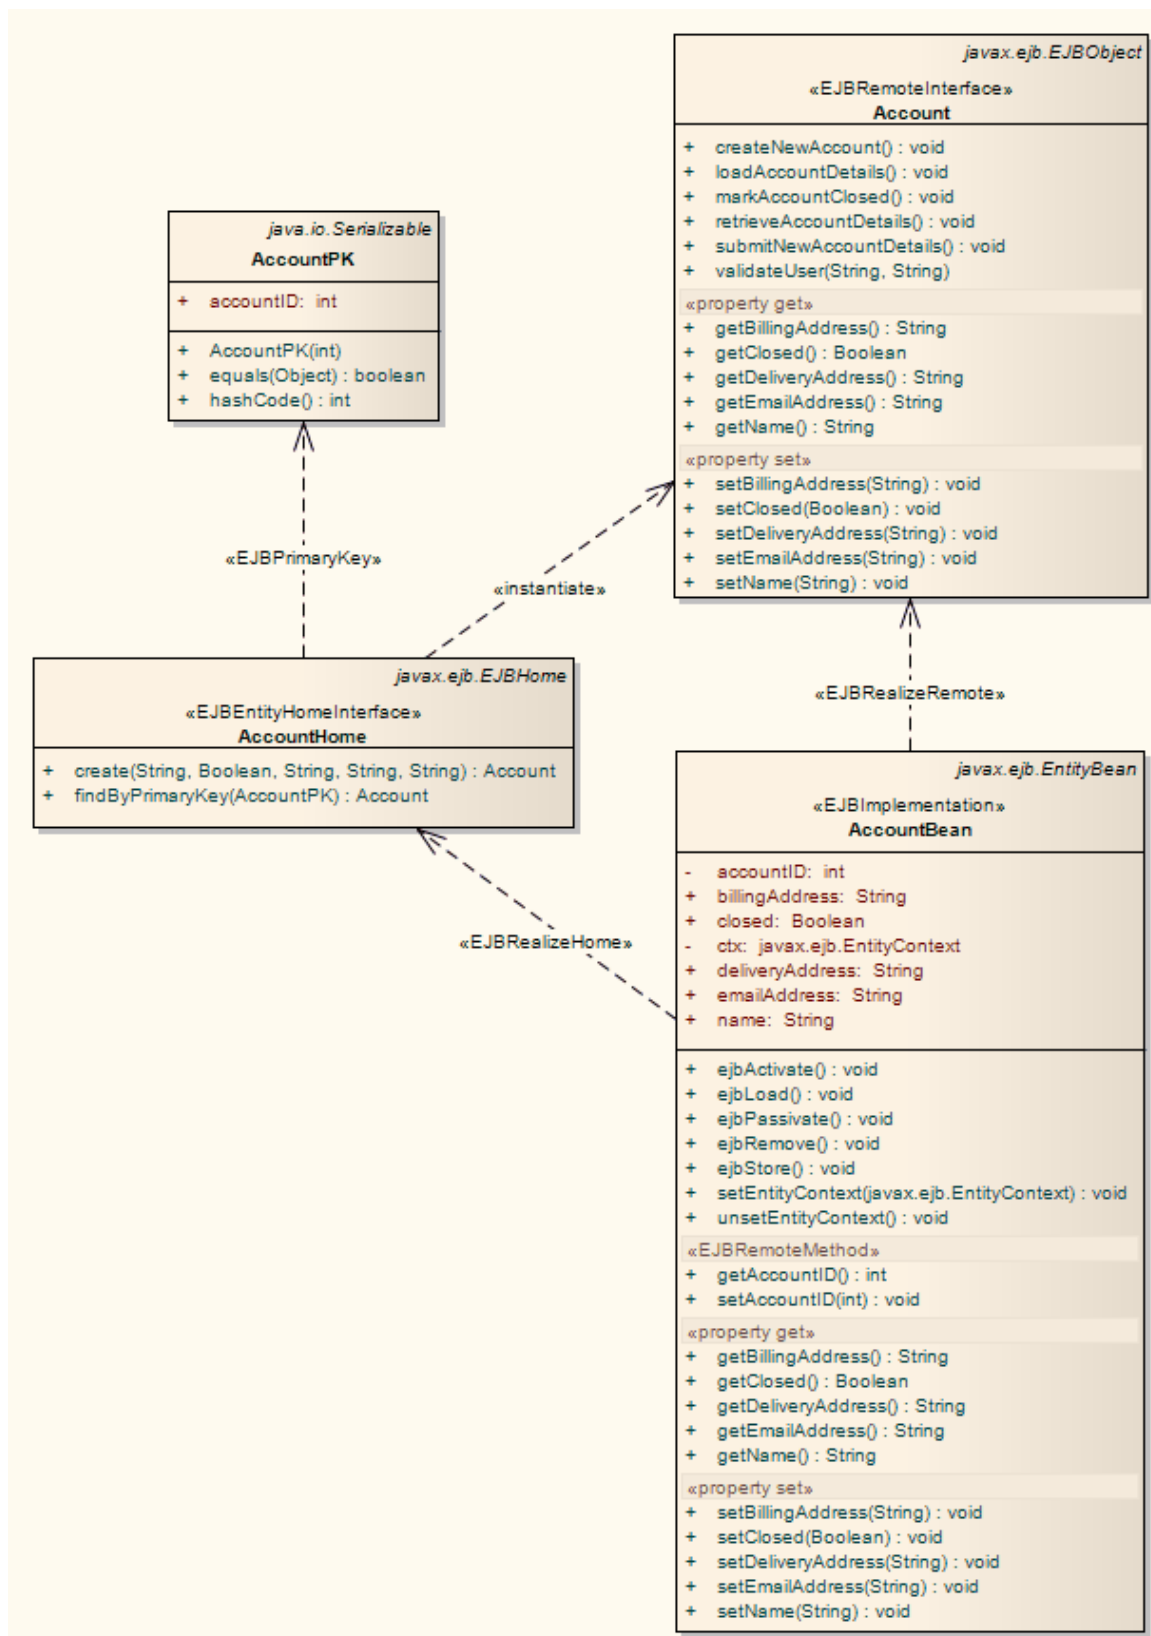 javax.ejb.EJBObject
«EJBRemoteInterface»
Account
+ createNewAccount() : void
+ loadAccountDetails() : void
+ markAccountClosed() : void
+ retrieveAccountDetails() : void
+ submitNewAccountDetails() : void
+ validateUser(String, String)
«property get»
+ getBillingAddress() : String
+ getClosed() : Boolean
+ getDeliveryAddress() : String
+ getEmailAddress() : String
+ getName() : String
«property set»
+ setBillingAddress(String) : void
+ setClosed(Boolean) : void
+ setDeliveryAddress(String) : void
+ setEmailAddress(String) : void
+ setName(String) : void
java.io.Serializable
AccountPK
+ accountID: int
+ AccountPK(int)
+ equals(Object) : boolean
+ hashCode() : int
«EJBPrimaryKey»
«instantiate»
javax.ejb.EJBHome
«EJBEntityHomeInterface»
AccountHome
+ create(String, Boolean, String, String, String) : Account
+ findByPrimaryKey(AccountPK) : Account
«EJBRealizeRemote»
«EJBRealizeHome»
javax.ejb.EntityBean
«EJBImplementation»
AccountBean
- accountID: int
+ billingAddress: String
+ closed: Boolean
- ctx: javax.ejb.EntityContext
+ deliveryAddress: String
+ emailAddress: String
+ name: String
+ ejbActivate() : void
+ ejbLoad() : void
+ ejbPassivate() : void
+ ejbRemove() : void
+ ejbStore() : void
+ setEntityContext(javax.ejb.EntityContext) : void
+ unsetEntityContext() : void
«EJBRemoteMethod»
+ getAccountID() : int
+ setAccountID(int) : void
«property get»
+ getBillingAddress() : String
+ getClosed() : Boolean
+ getDeliveryAddress() : String
+ getEmailAddress() : String
+ getName() : String
«property set»
+ setBillingAddress(String) : void
+ setClosed(Boolean) : void
+ setDeliveryAddress(String) : void
+ setEmailAddress(String) : void
+ setName(String) : void